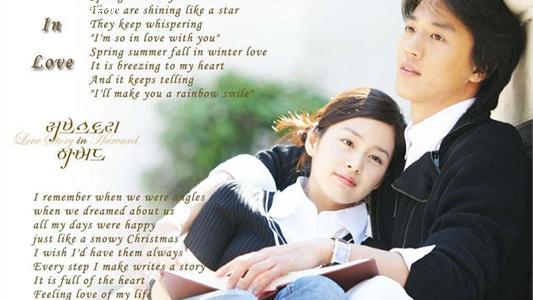 Those are shining like a star
They keep whispering
"I'm so in love with you"
Spring summer fall in winter love
It is breezing to my heart
And it keeps telling
"I'll make you a rainbow smile"
In
Love
러브스토리
Love Story in Harvard
하버드
I remember when we were angles
when we dreamed about us
all my days were happy
just like a snowy Christmas
I wish I'd have them always
Every step I make writes a story
It is full of the heart
Feeling love of my life